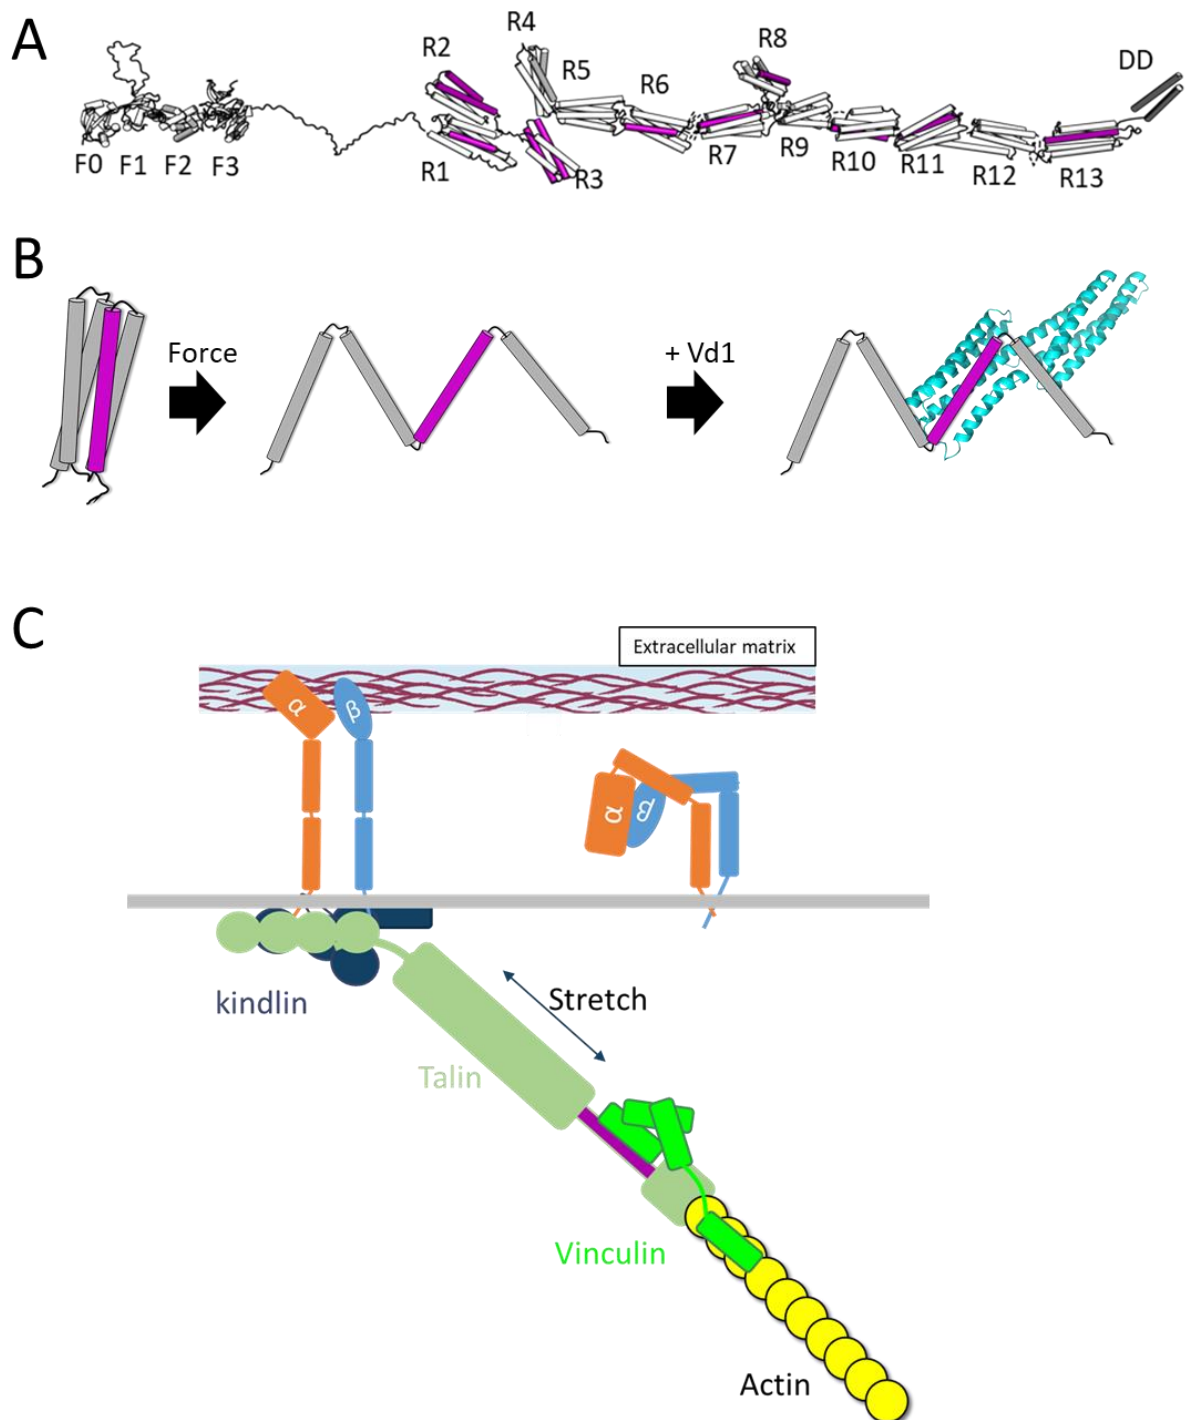 A
R4
R2
R8
R5
R6
DD
F0 F1 F2 F3
R1
R3
R7
R9
R10
R11
R12
R13
B
Force
+ Vd1
C
Extracellular matrix
α
β
α
β
kindlin
Stretch
Talin
Vinculin
Actin